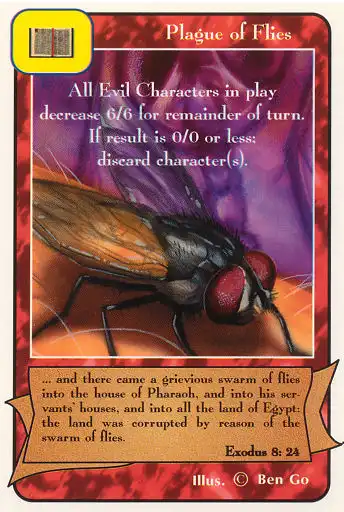 Plague of Flies
All Evil Characters in play
decrease 6/6 for remainder of turn.
If result is 0/0 or less;
discard character(s).
... and there came a grievious swarm of flies
into the house of Pharaoh, and into his ser-
vants' houses, and into all the land of Egypt:
the land was corrupted by reason of the
swarm of flies.
Exodus 8: 24
Illus. © Ben Go